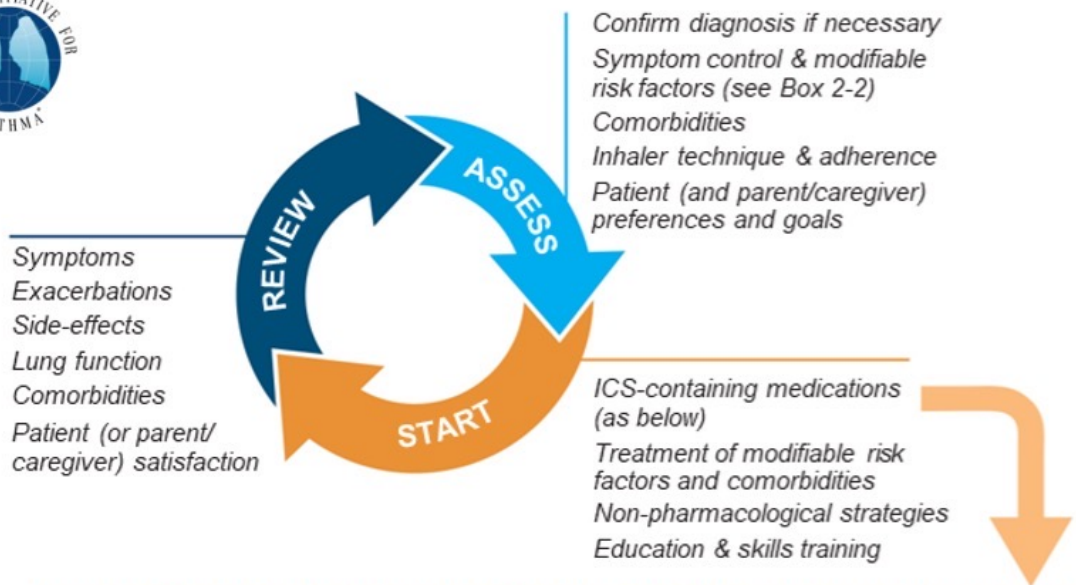 TIVE FOR
THMA
Confirm diagnosis if necessary
Symptom control & modifiable
risk factors (see Box 2-2)
Comorbidities
Inhaler technique & adherence
Patient (and parent/caregiver)
preferences and goals
REVIEW
ASSESS
START
Symptoms
Exacerbations
Side-effects
Lung function
Comorbidities
Patient (or parent/
caregiver) satisfaction
ICS-containing medications
(as below)
Treatment of modifiable risk
factors and comorbidities
Non-pharmacological strategies
Education & skills training